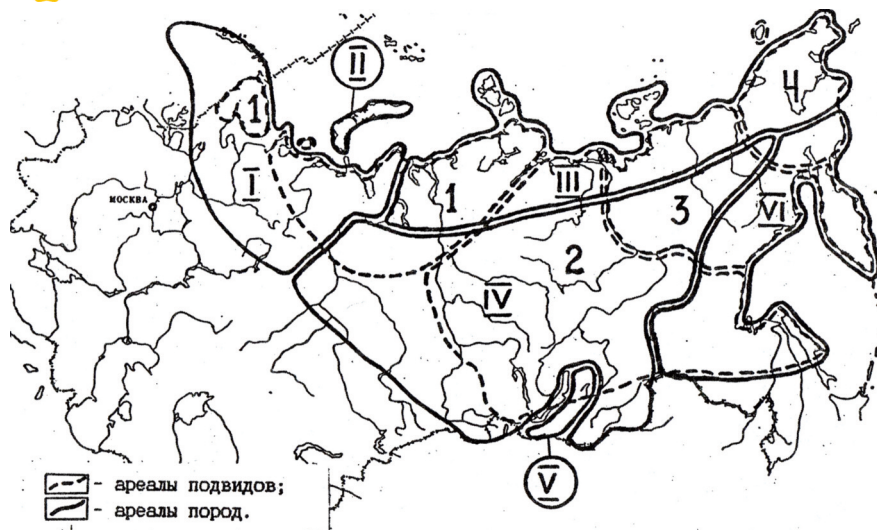 II
1
4
I
МОСКВА
1
III
3
VI
2
IV
V
- ареалы подвидов;
- ареалы пород.